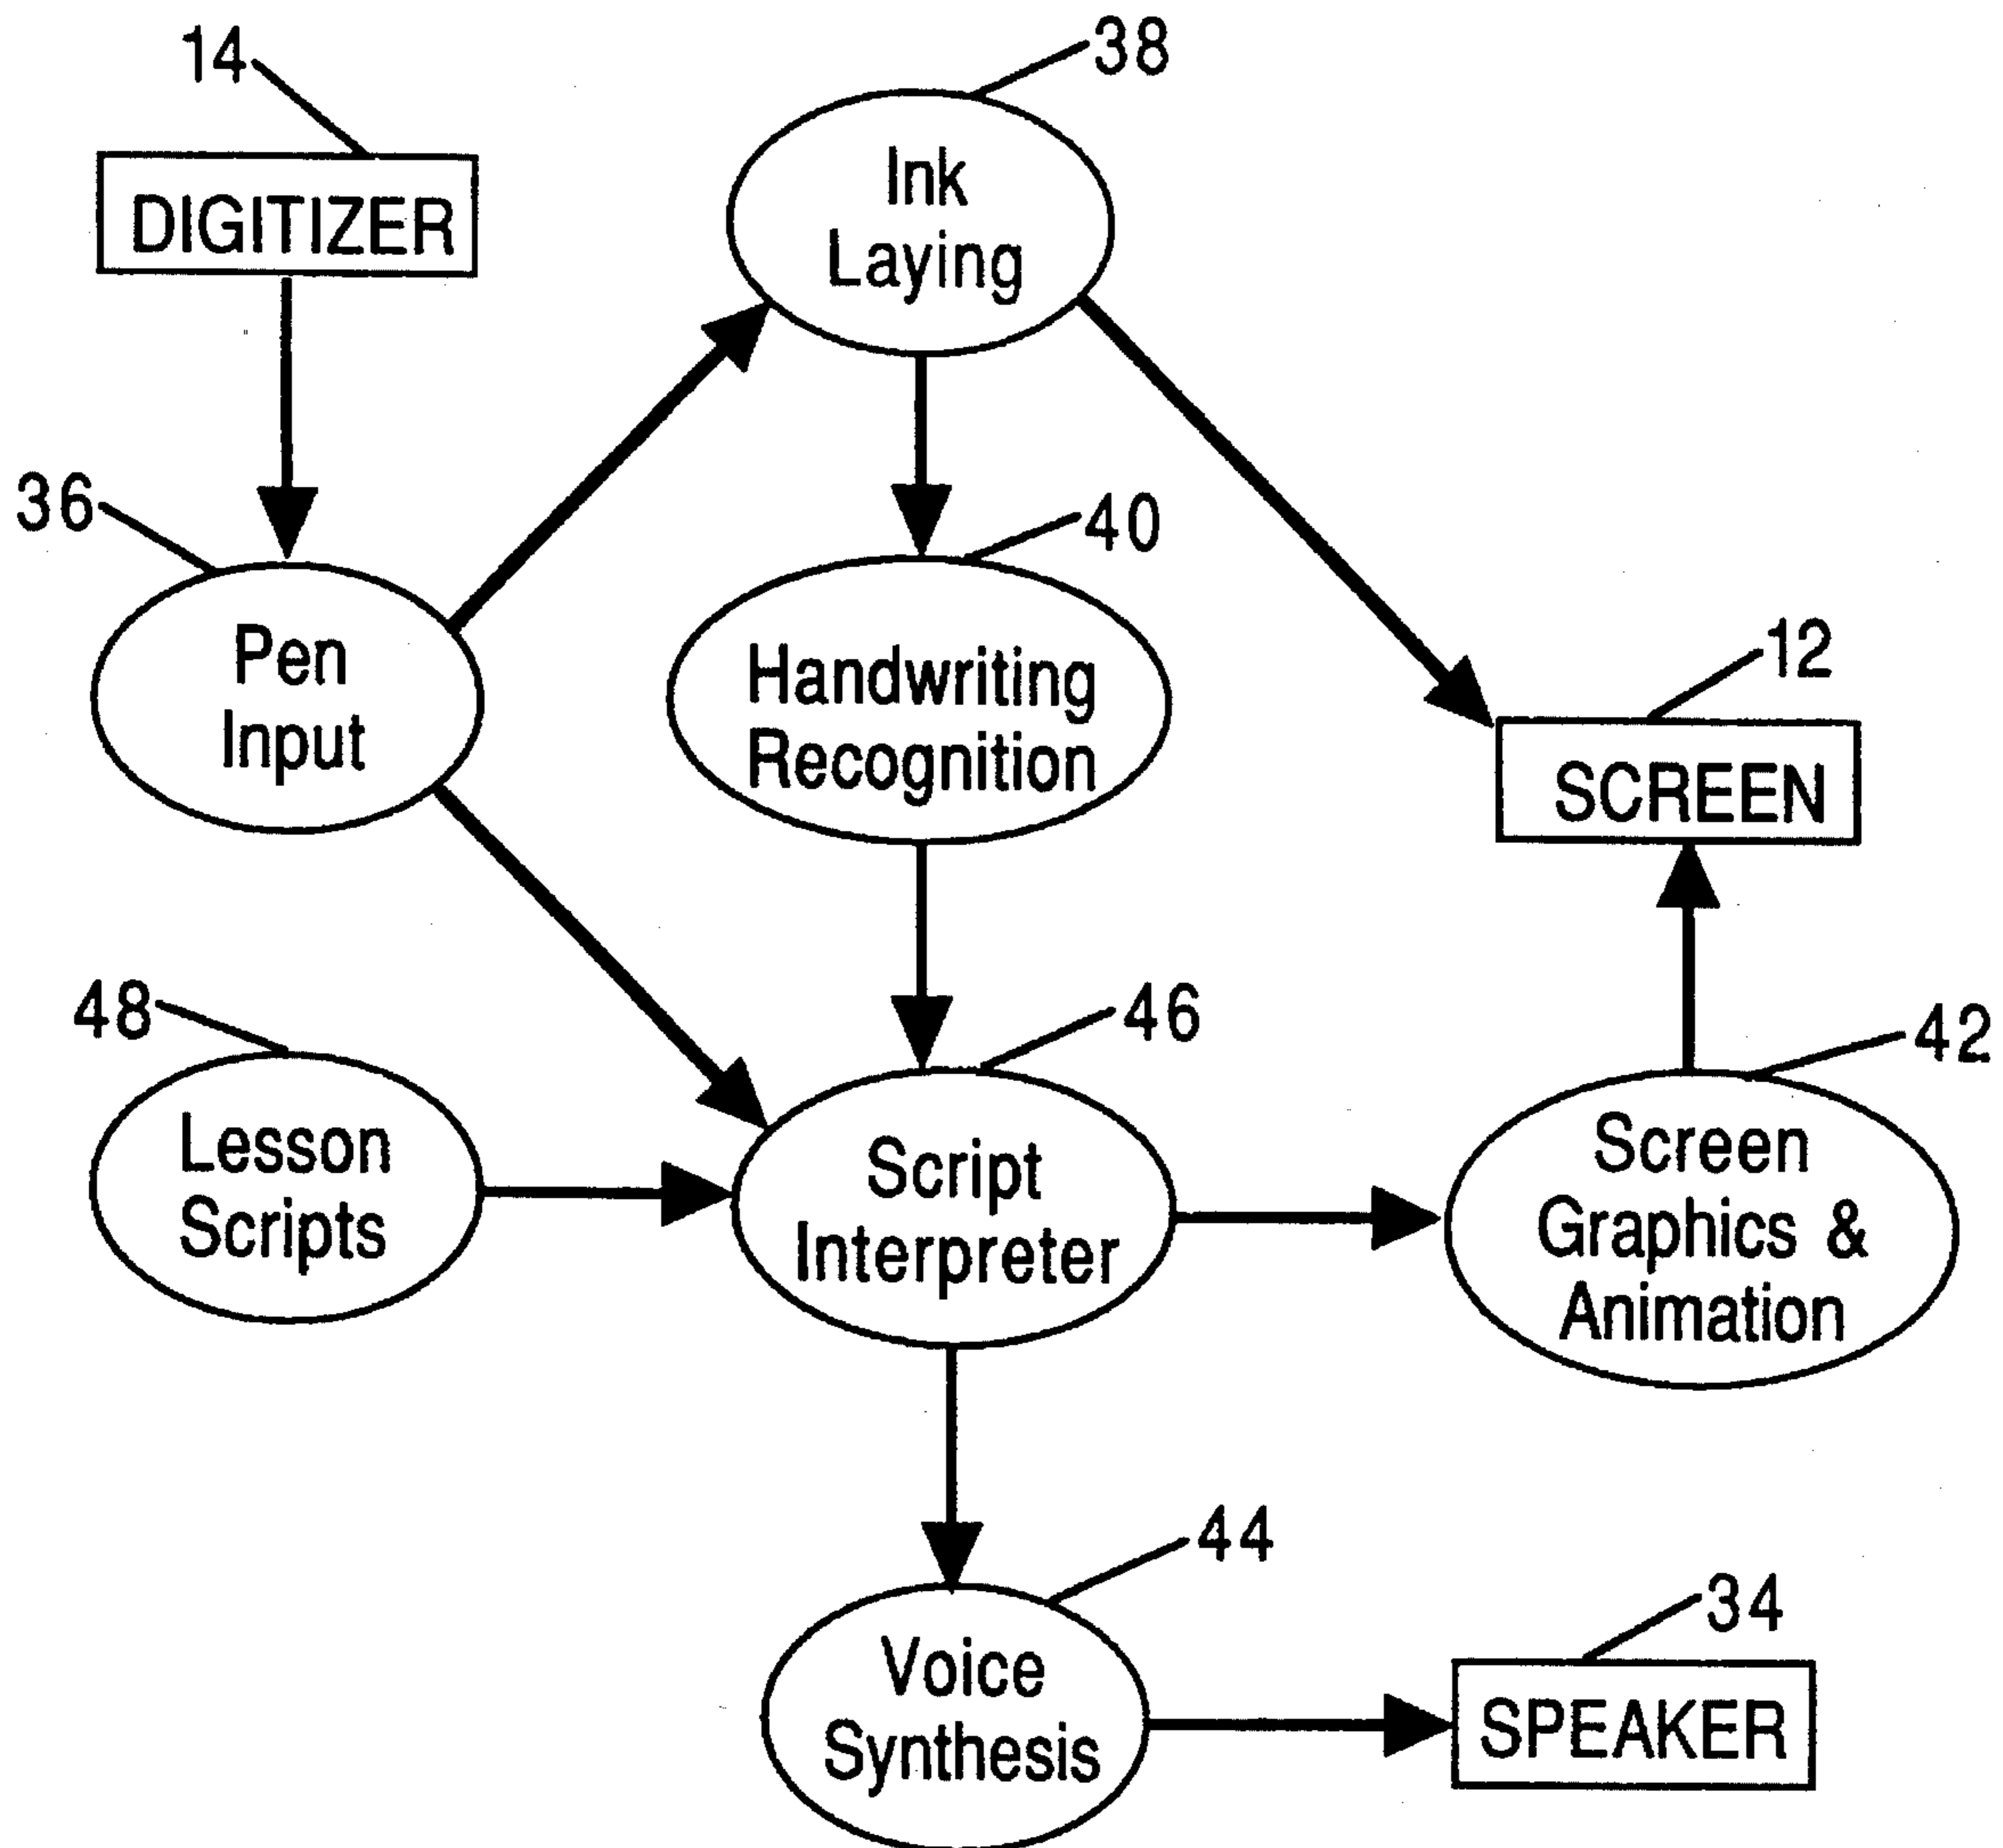 14
38
DIGITIZER
Ink
Laying
36
40
Pen
Input
Handwriting
Recognition
12
SCREEN
48
46
42
Lesson
Scripts
Script
Interpreter
Screen
Graphics &
Animation
44
34
Voice
Synthesis
SPEAKER